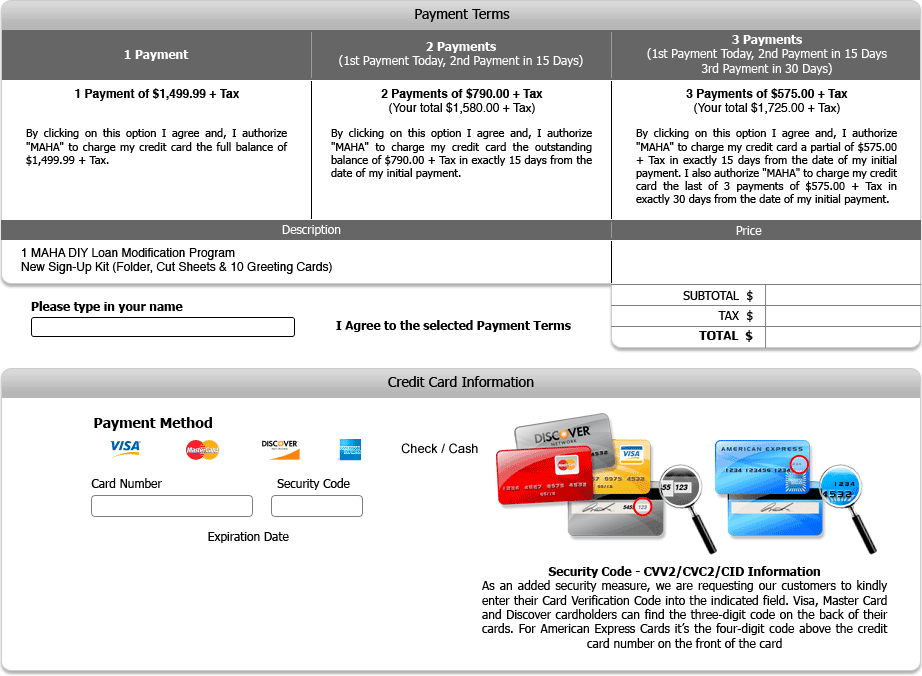 Payment Terms
1 Payment
2 Payments
(1st Payment Today, 2nd Payment in 15 Days)
3 Payments
(1st Payment Today, 2nd Payment in 15 Days
3rd Payment in 30 Days)
1 Payment of $1,499.99 + Tax
By clicking on this option I agree and, I authorize
"MAHA" to charge my credit card the full balance of
$1,499.99 + Tax.
2 Payments of $790.00 + Tax
(Your total $1,580.00 + Tax)
By clicking on this option I agree and, I authorize
"MAHA" to charge my credit card the outstanding
balance of $790.00 + Tax in exactly 15 days from the
date of my initial payment.
3 Payments of $575.00 + Tax
(Your total $1,725.00 + Tax)
By clicking on this option I agree and, I authorize
"MAHA" to charge my credit card a partial of $575.00
+ Tax in exactly 15 days from the date of my initial
payment. I also authorize "MAHA" to charge my credit
card the last of 3 payments of $575.00 + Tax in
exactly 30 days from the date of my initial payment.
Description
Price
1 MAHA DIY Loan Modification Program
New Sign-Up Kit (Folder, Cut Sheets & 10 Greeting Cards)
SUBTOTAL $
TAX $
TOTAL $
Please type in your name
I Agree to the selected Payment Terms
Credit Card Information
Payment Method
VISA
MasterCard
DISCOVER
Check / Cash
Card Number
Security Code
Expiration Date
DISCOVER
NETWORK
VISA
4532
55 123
123
AMERICAN EXPRESS
1234
4532
Security Code - CVV2/CVC2/CID Information
As an added security measure, we are requesting our customers to kindly
enter their Card Verification Code into the indicated field. Visa, Master Card
and Discover cardholders can find the three-digit code on the back of their
cards. For American Express Cards it's the four-digit code above the credit
card number on the front of the card